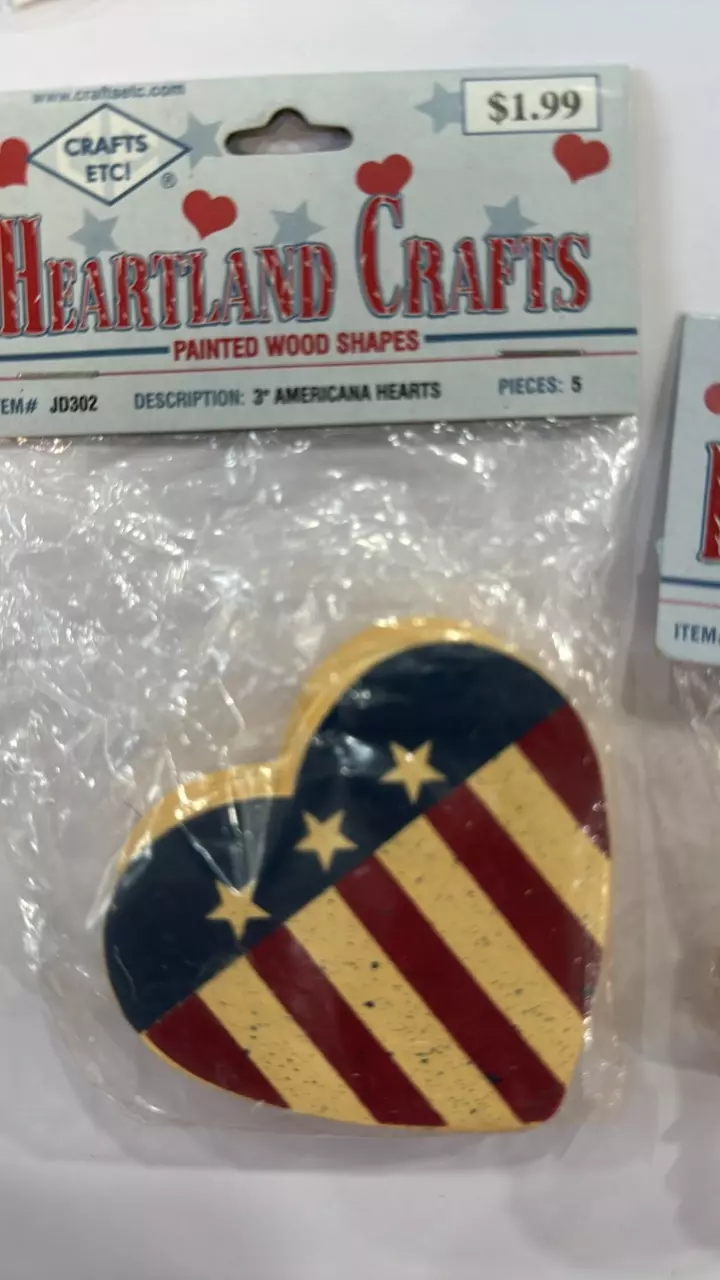 www.craftsetc.com
$1.99
CRAFTS
ETC!
®
HEARTLAND CRAFTS
PAINTED WOOD SHAPES
EM# JD302 DESCRIPTION: 3" AMERICANA HEARTS PIECES: 5
ITEM